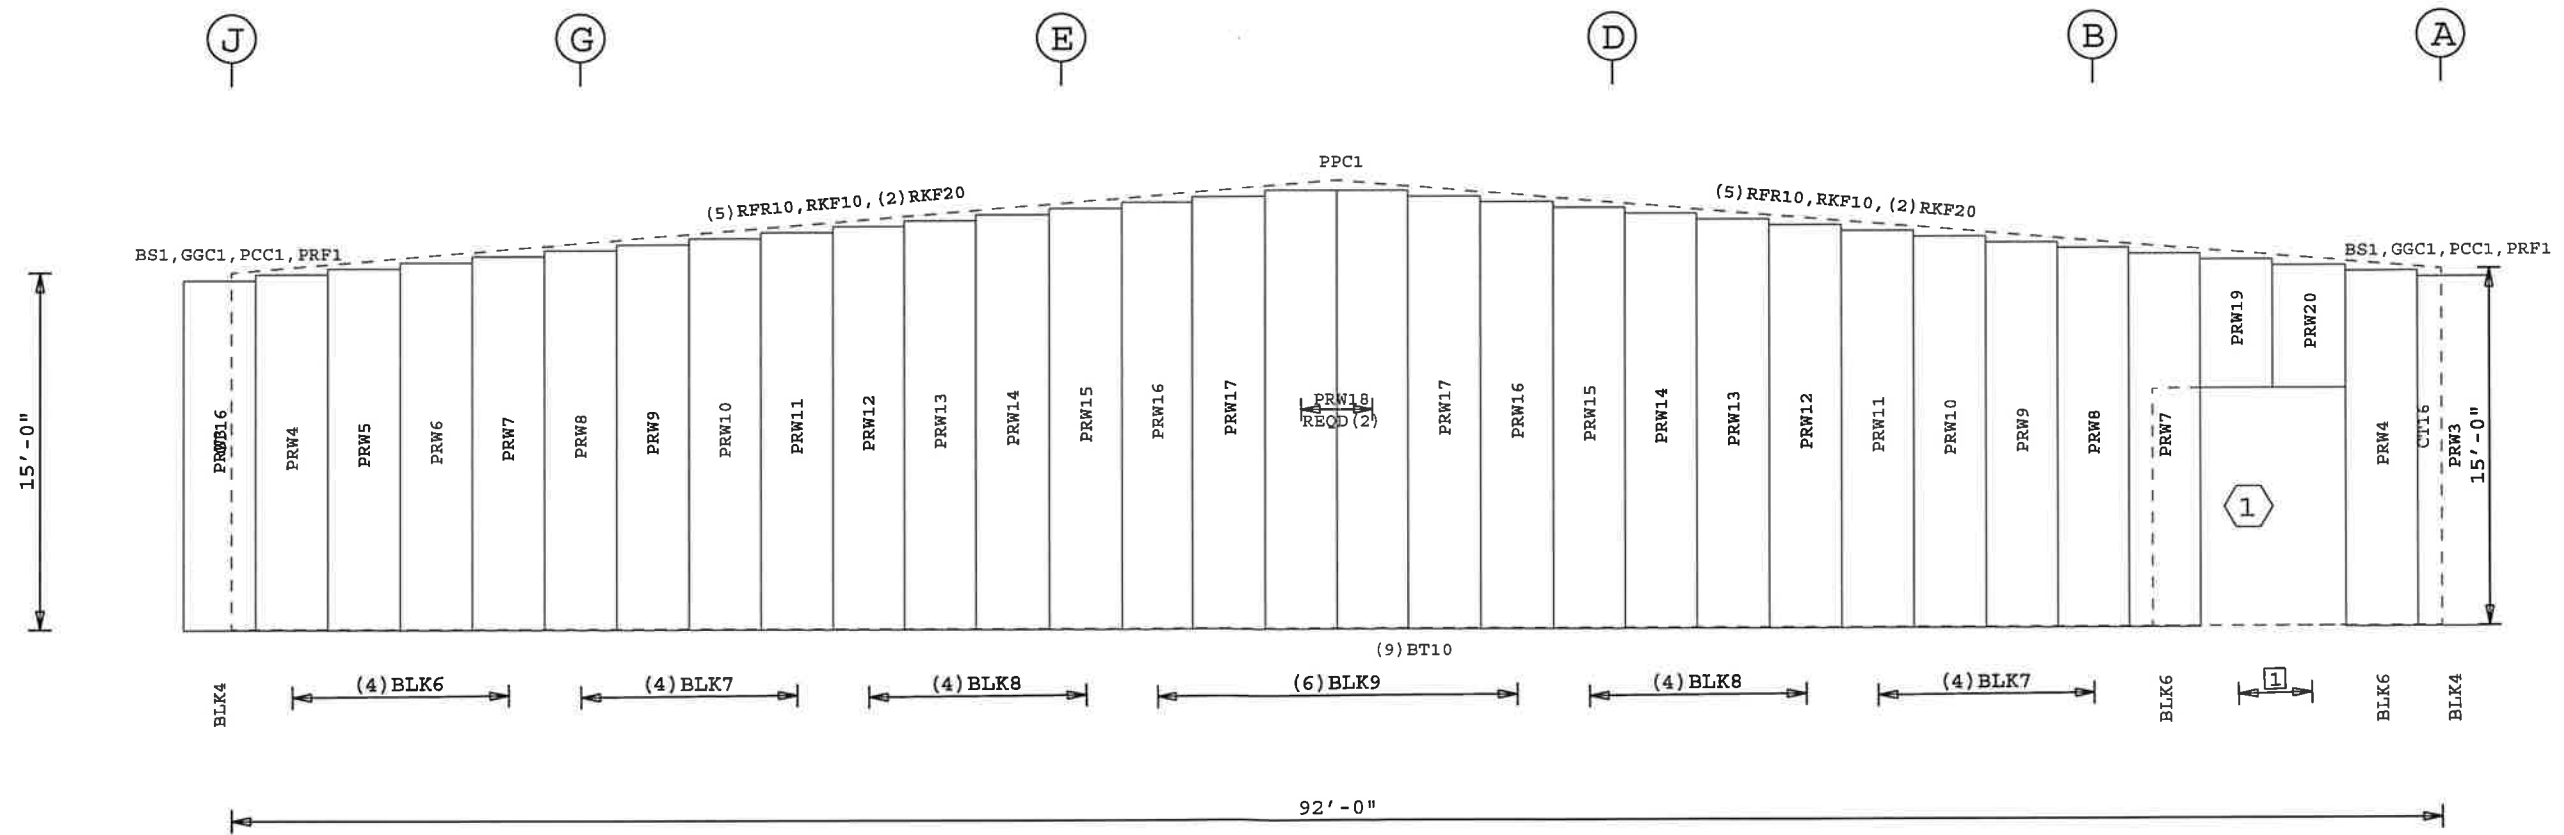 J G E D B A
PPC1
(5)RFR10,RKF10,(2)RKF20
(5)RFR10,RKF10,(2)RKF20
BS1,GGC1,PCC1,PRF1
BS1,GGC1,PCC1,PRF1
15'-0"
PRW4
PRW5
PRW6
PRW7
PRW8
PRW9
PRW10
PRW11
PRW12
PRW13
PRW14
PRW15
PRW16
PRW17
PRW18
REQD(2)
PRW17
PRW16
PRW15
PRW14
PRW13
PRW12
PRW11
PRW10
PRW9
PRW8
PRW7
PRW19
PRW20
1
PRW4
CT16
PRW3
15'-0"
(9)BT10
BLK4
(4)BLK6
(4)BLK7
(4)BLK8
(6)BLK9
(4)BLK8
(4)BLK7
BLK6
1
BLK6
BLK4
92'-0"